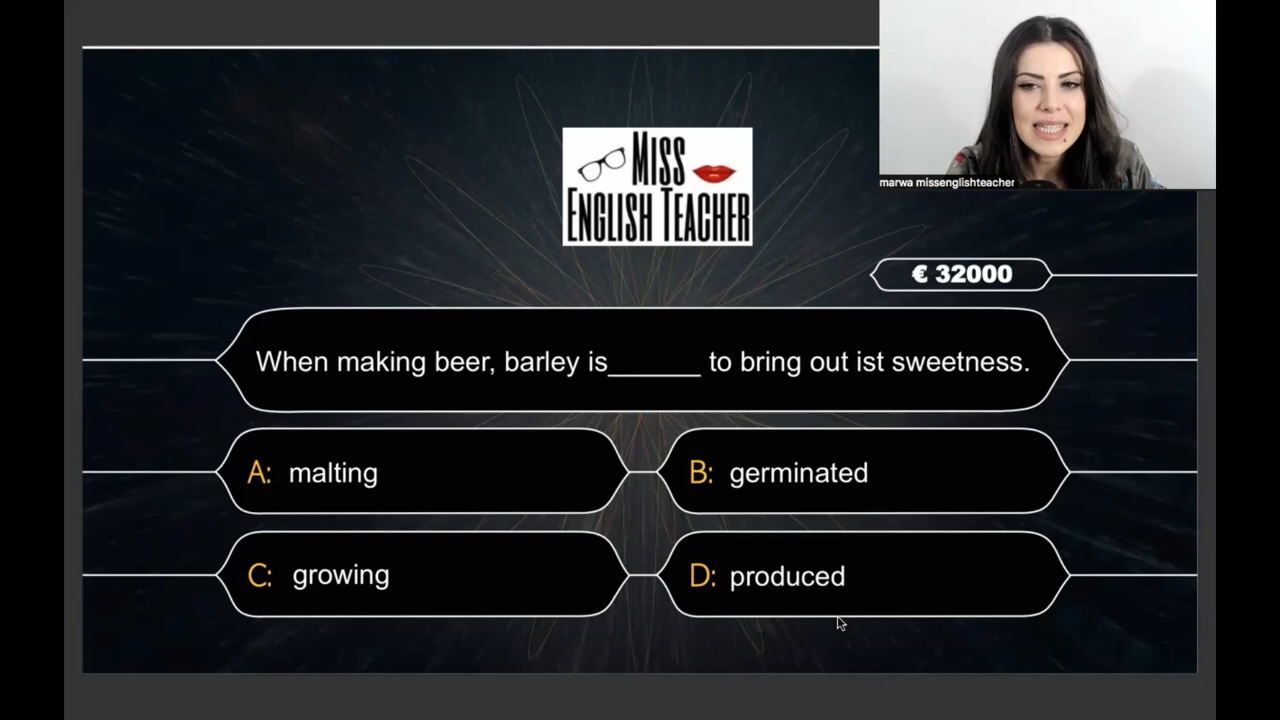 MISS
ENGLISH TEACHER
marwa missenglishteacher
€ 32000
When making beer, barley is______ to bring out ist sweetness.
A: malting
B: germinated
C: growing
D: produced